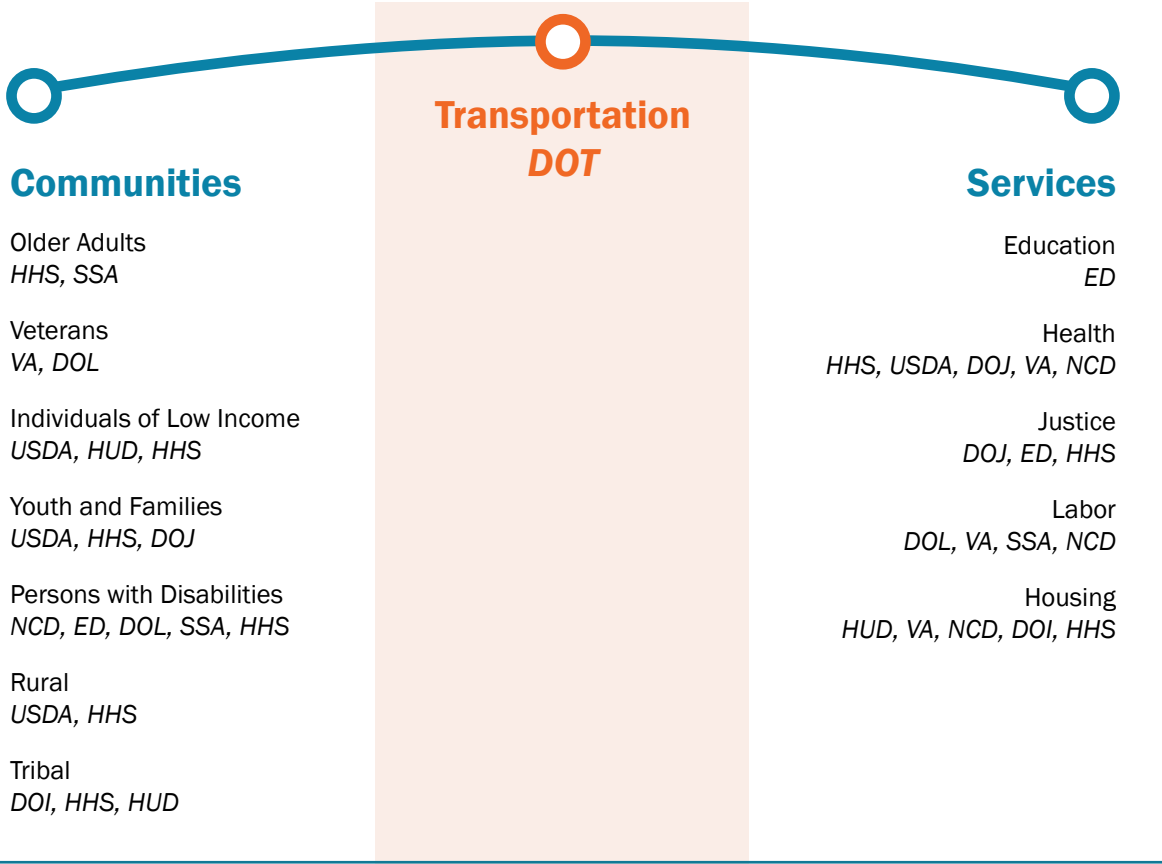 Transportation
DOT
Communities
Older Adults
HHS, SSA
Veterans
VA, DOL
Individuals of Low Income
USDA, HUD, HHS
Youth and Families
USDA, HHS, DOJ
Persons with Disabilities
NCD, ED, DOL, SSA, HHS
Rural
USDA, HHS
Tribal
DOI, HHS, HUD
Services
Education
ED
Health
HHS, USDA, DOJ, VA, NCD
Justice
DOJ, ED, HHS
Labor
DOL, VA, SSA, NCD
Housing
HUD, VA, NCD, DOI, HHS